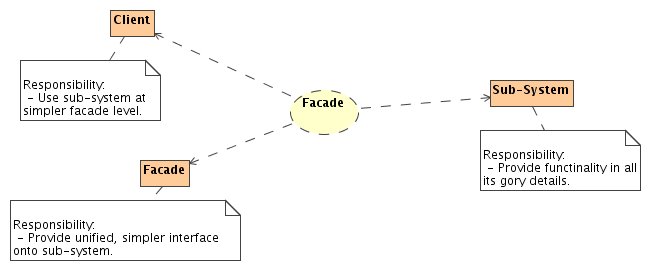 Client
Responsibility:
- Use sub-system at
simpler facade level.
Facade
Sub-System
Responsibility:
- Provide functinality in all
its gory details.
Facade
Responsibility:
- Provide unified, simpler interface
onto sub-system.